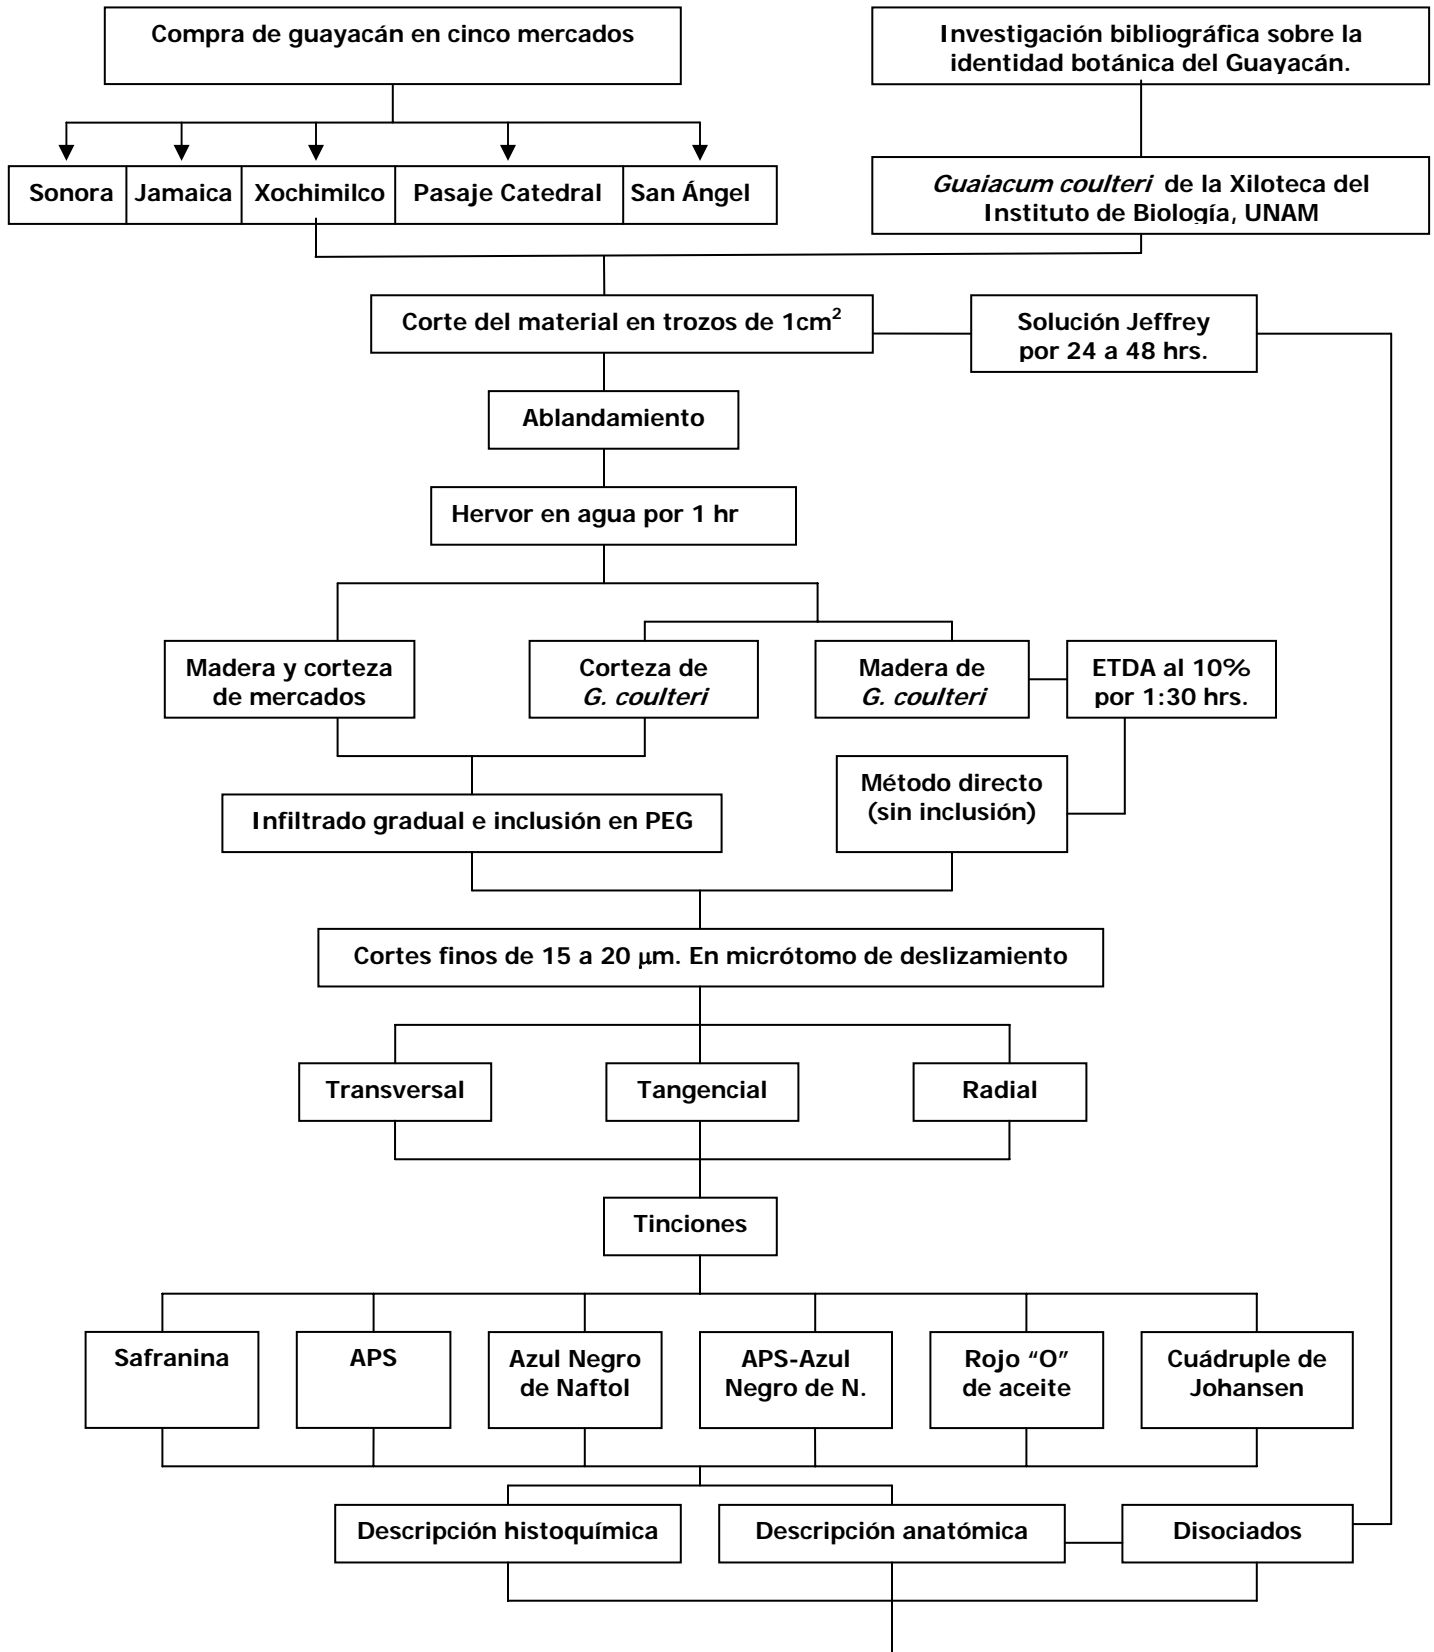 Compra de guayacán en cinco mercados
Investigación bibliográfica sobre la
identidad botánica del Guayacán.
Sonora
Jamaica
Xochimilco
Pasaje Catedral
San Ángel
Guaiacum coulteri de la Xiloteca del
Instituto de Biología, UNAM
Corte del material en trozos de 1cm²
Solución Jeffrey
por 24 a 48 hrs.
Ablandamiento
Hervor en agua por 1 hr
Madera y corteza
de mercados
Corteza de
G. coulteri
Madera de
G. coulteri
ETDA al 10%
por 1:30 hrs.
Método directo
(sin inclusión)
Infiltrado gradual e inclusión en PEG
Cortes finos de 15 a 20 μm. En micrótomo de deslizamiento
Transversal
Tangencial
Radial
Tinciones
Safranina
APS
Azul Negro
de Naftol
APS-Azul
Negro de N.
Rojo “O”
de aceite
Cuádruple de
Johansen
Descripción histoquímica
Descripción anatómica
Disociados